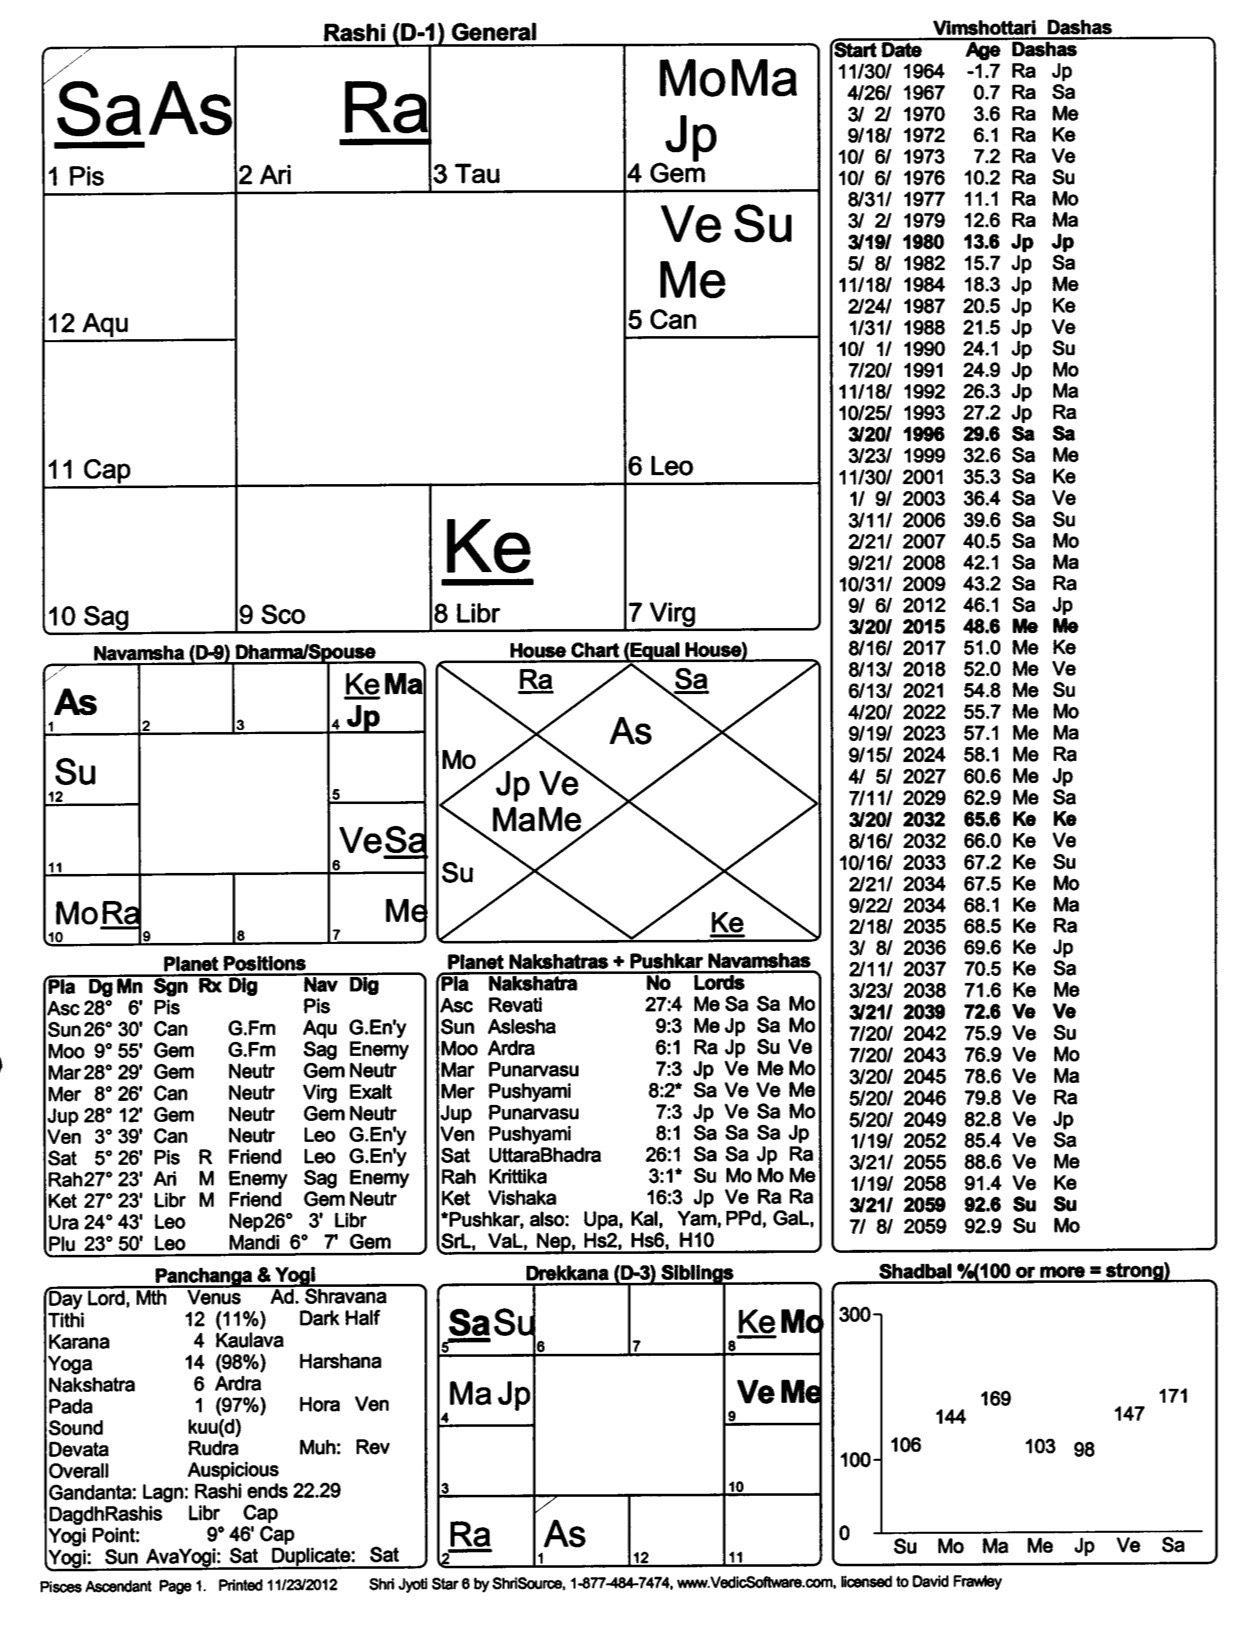 Rashi (D-1) General
SaAs
Ra
MoMa
Jp
1 Pis
2 Ari
3 Tau
4 Gem
Ve Su
Me
12 Aqu
5 Can
11 Cap
6 Leo
Ke
10 Sag
9 Sco
8 Libr
7 Virg
Vimshottari Dashas
Start Date Age Dashas
11/30/ 1964 -1.7 Ra Jp
4/26/ 1967 0.7 Ra Sa
3/ 2/ 1970 3.6 Ra Me
9/18/ 1972 6.1 Ra Ke
10/ 6/ 1973 7.2 Ra Ve
10/ 6/ 1976 10.2 Ra Su
8/31/ 1977 11.1 Ra Mo
3/ 2/ 1979 12.6 Ra Ma
3/19/ 1980 13.6 Jp Jp
5/ 8/ 1982 15.7 Jp Sa
11/18/ 1984 18.3 Jp Me
2/24/ 1987 20.5 Jp Ke
1/31/ 1988 21.5 Jp Ve
10/ 1/ 1990 24.1 Jp Su
7/20/ 1991 24.9 Jp Mo
11/18/ 1992 26.3 Jp Ma
10/25/ 1993 27.2 Jp Ra
3/20/ 1996 29.6 Sa Sa
3/23/ 1999 32.6 Sa Me
11/30/ 2001 35.3 Sa Ke
1/ 9/ 2003 36.4 Sa Ve
3/11/ 2006 39.6 Sa Su
2/21/ 2007 40.5 Sa Mo
9/21/ 2008 42.1 Sa Ma
10/31/ 2009 43.2 Sa Ra
9/ 6/ 2012 46.1 Sa Jp
3/20/ 2015 48.6 Me Me
8/16/ 2017 51.0 Me Ke
8/13/ 2018 52.0 Me Ve
6/13/ 2021 54.8 Me Su
4/20/ 2022 55.7 Me Mo
9/19/ 2023 57.1 Me Ma
9/15/ 2024 58.1 Me Ra
4/ 5/ 2027 60.6 Me Jp
7/11/ 2029 62.9 Me Sa
3/20/ 2032 65.6 Ke Ke
8/16/ 2032 66.0 Ke Ve
10/16/ 2033 67.2 Ke Su
2/21/ 2034 67.5 Ke Mo
9/22/ 2034 68.1 Ke Ma
2/18/ 2035 68.5 Ke Ra
3/ 8/ 2036 69.6 Ke Jp
2/11/ 2037 70.5 Ke Sa
3/23/ 2038 71.6 Ke Me
3/21/ 2039 72.6 Ve Ve
7/20/ 2042 75.9 Ve Su
7/20/ 2043 76.9 Ve Mo
3/20/ 2045 78.6 Ve Ma
5/20/ 2046 79.8 Ve Ra
5/20/ 2049 82.8 Ve Jp
1/19/ 2052 85.4 Ve Sa
3/21/ 2055 88.6 Ve Me
1/19/ 2058 91.4 Ve Ke
3/21/ 2059 92.6 Su Su
7/ 8/ 2059 92.9 Su Mo
Navamsha (D-9) Dharma/Spouse
As
Ke Ma
Jp
1
2
3
4
Su
12
5
VeSa
11
6
MoRa
Me
10
9
8
7
House Chart (Equal House)
Ra
Sa
As
Mo
Jp Ve
MaMe
Su
Ke
Planet Positions
Pla Dg Mn Sgn Rx Dig Nav Dig
Asc 28° 6' Pis Pis
Sun 26° 30' Can G.Frn Aqu G.En'y
Moo 9° 55' Gem G.Frn Sag Enemy
Mar 28° 29' Gem Neutr Gem Neutr
Mer 8° 26' Can Neutr Virg Exalt
Jup 28° 12' Gem Neutr Gem Neutr
Ven 3° 39' Can Neutr Leo G.En'y
Sat 5° 26' Pis R Friend Leo G.En'y
Rah 27° 23' Ari M Enemy Sag Enemy
Ket 27° 23' Libr M Friend Gem Neutr
Ura 24° 43' Leo Nep26° 3' Libr
Plu 23° 50' Leo Mandi 6° 7' Gem
Planet Nakshatras + Pushkar Navamshas
Pla Nakshatra No Lords
Asc Revati 27:4 Me Sa Sa Mo
Sun Aslesha 9:3 Me Jp Sa Mo
Moo Ardra 6:1 Ra Jp Su Ve
Mar Punarvasu 7:3 Jp Ve Me Mo
Mer Pushyami 8:2* Sa Ve Ve Me
Jup Punarvasu 7:3 Jp Ve Sa Mo
Ven Pushyami 8:1 Sa Sa Sa Jp
Sat UttaraBhadra 26:1 Sa Sa Jp Ra
Rah Krittika 3:1* Su Mo Mo Me
Ket Vishaka 16:3 Jp Ve Ra Ra
*Pushkar, also: Upa, Kal, Yam, PPd, GaL,
SrL, VaL, Nep, Hs2, Hs6, H10
Panchanga & Yogi
Day Lord, Mth Venus Ad. Shravana
Tithi 12 (11%) Dark Half
Karana 4 Kaulava
Yoga 14 (98%) Harshana
Nakshatra 6 Ardra
Pada 1 (97%) Hora Ven
Sound kuu(d)
Devata Rudra Muh: Rev
Overall Auspicious
Gandanta: Lagn: Rashi ends 22.29
DagdhRashis Libr Cap
Yogi Point: 9° 46' Cap
Yogi: Sun AvaYogi: Sat Duplicate: Sat
Drekkana (D-3) Siblings
SaSu
Ke Mo
5
6
7
8
Ma Jp
Ve Me
4
9
3
10
Ra
As
2
1
12
11
Shadbal %(100 or more = strong)
300
171
169
147
144
106
103
98
100
0
Su Mo Ma Me Jp Ve Sa
Pisces Ascendant Page 1. Printed 11/23/2012 Shri Jyoti Star 6 by ShriSource, 1-877-484-7474, www.VedicSoftware.com, licensed to David Frawley